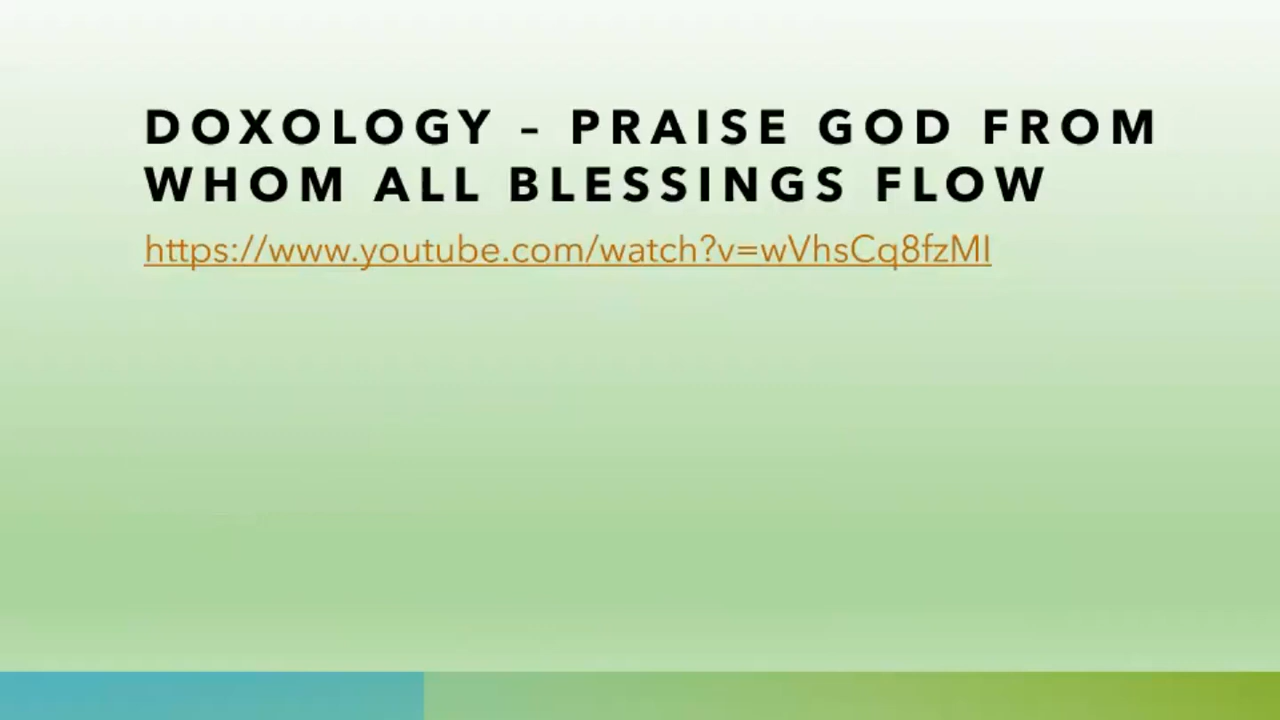 DOXOLOGY – PRAISE GOD FROM
WHOM ALL BLESSINGS FLOW
https://www.youtube.com/watch?v=wVhsCq8fzMI